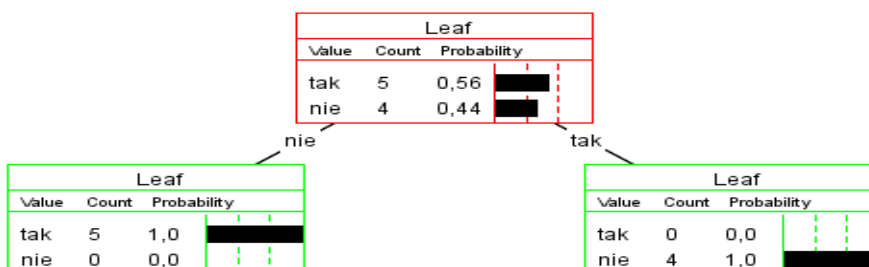 Leaf
Value Count Probability
tak 5 0,56
nie 4 0,44
nie tak
Leaf
Value Count Probability
tak 5 1,0
nie 0 0,0
Leaf
Value Count Probability
tak 0 0,0
nie 4 1,0